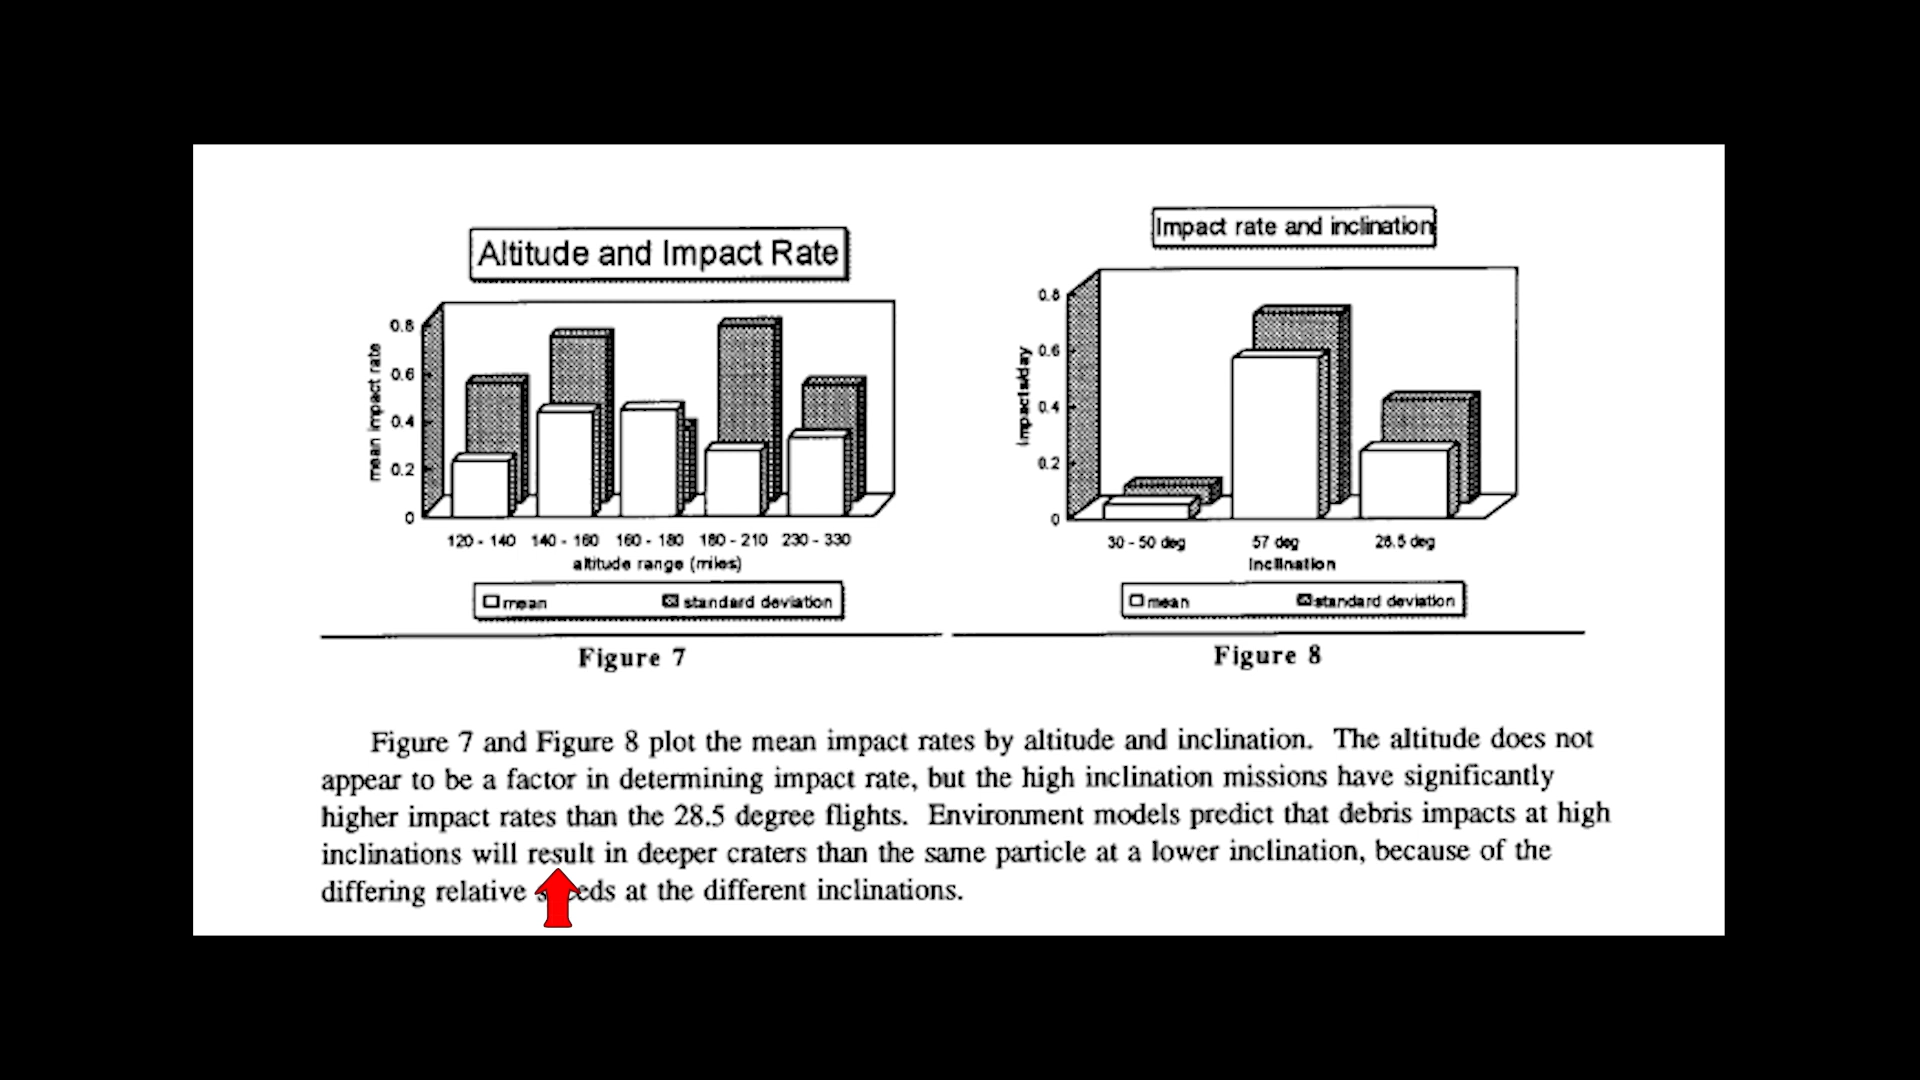 Altitude and Impact Rate
mean impact rate
0.8
0.6
0.4
0.2
0
120 - 140 140 - 160 160 - 180 180 - 210 230 - 330
altitude range (miles)
mean standard deviation
Figure 7
Impact rate and inclination
impacts/day
0.8
0.6
0.4
0.2
0
30 - 50 deg 57 deg 28.5 deg
Inclination
mean standard deviation
Figure 8
Figure 7 and Figure 8 plot the mean impact rates by altitude and inclination. The altitude does not
appear to be a factor in determining impact rate, but the high inclination missions have significantly
higher impact rates than the 28.5 degree flights. Environment models predict that debris impacts at high
inclinations will result in deeper craters than the same particle at a lower inclination, because of the
differing relative at the different inclinations.